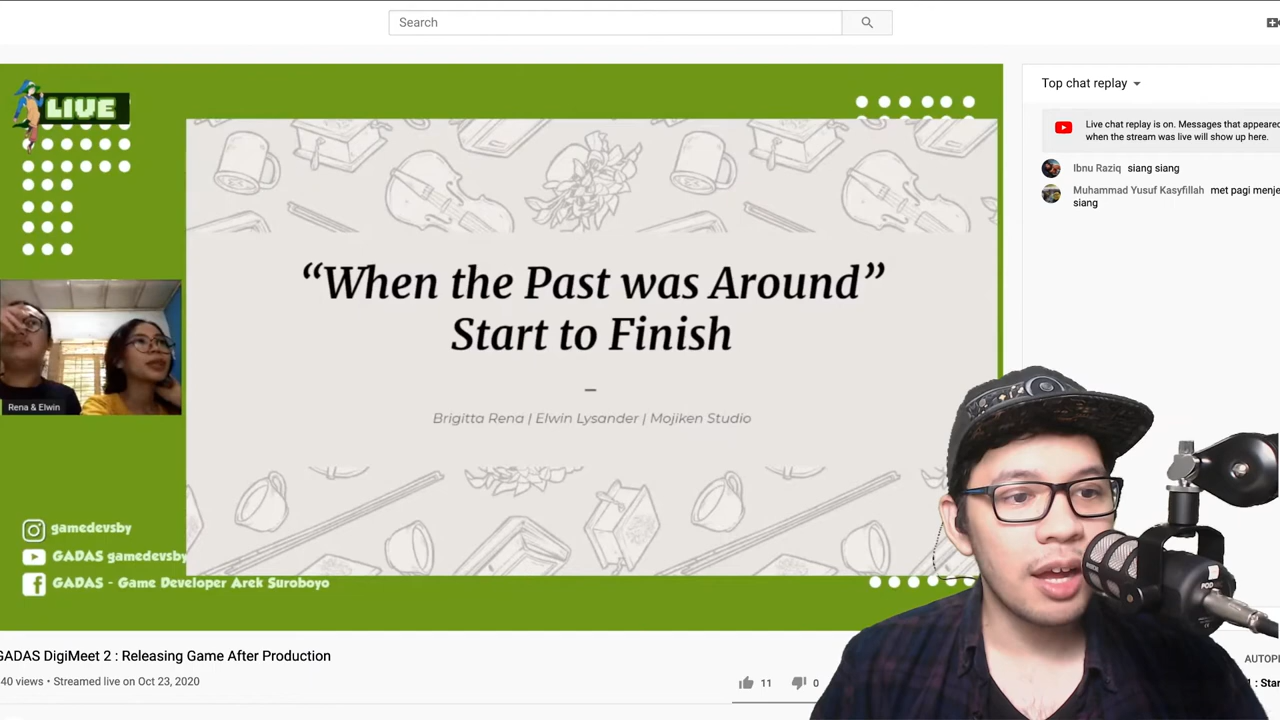 Search
LIVE
Top chat replay
Live chat replay is on. Messages that appeared
when the stream was live will show up here.
Ibnu Raziq siang siang
Muhammad Yusuf Kasyfillah met pagi menje
siang
“When the Past was Around”
Start to Finish
Brigitta Rena | Elwin Lysander | Mojiken Studio
Rena & Elwin
gamedevsby
GADAS gamedevsby
GADAS - Game Developer Arek Suroboyo
GADAS DigiMeet 2 : Releasing Game After Production
40 views • Streamed live on Oct 23, 2020
11
0
AUTOPL
: Star
POD